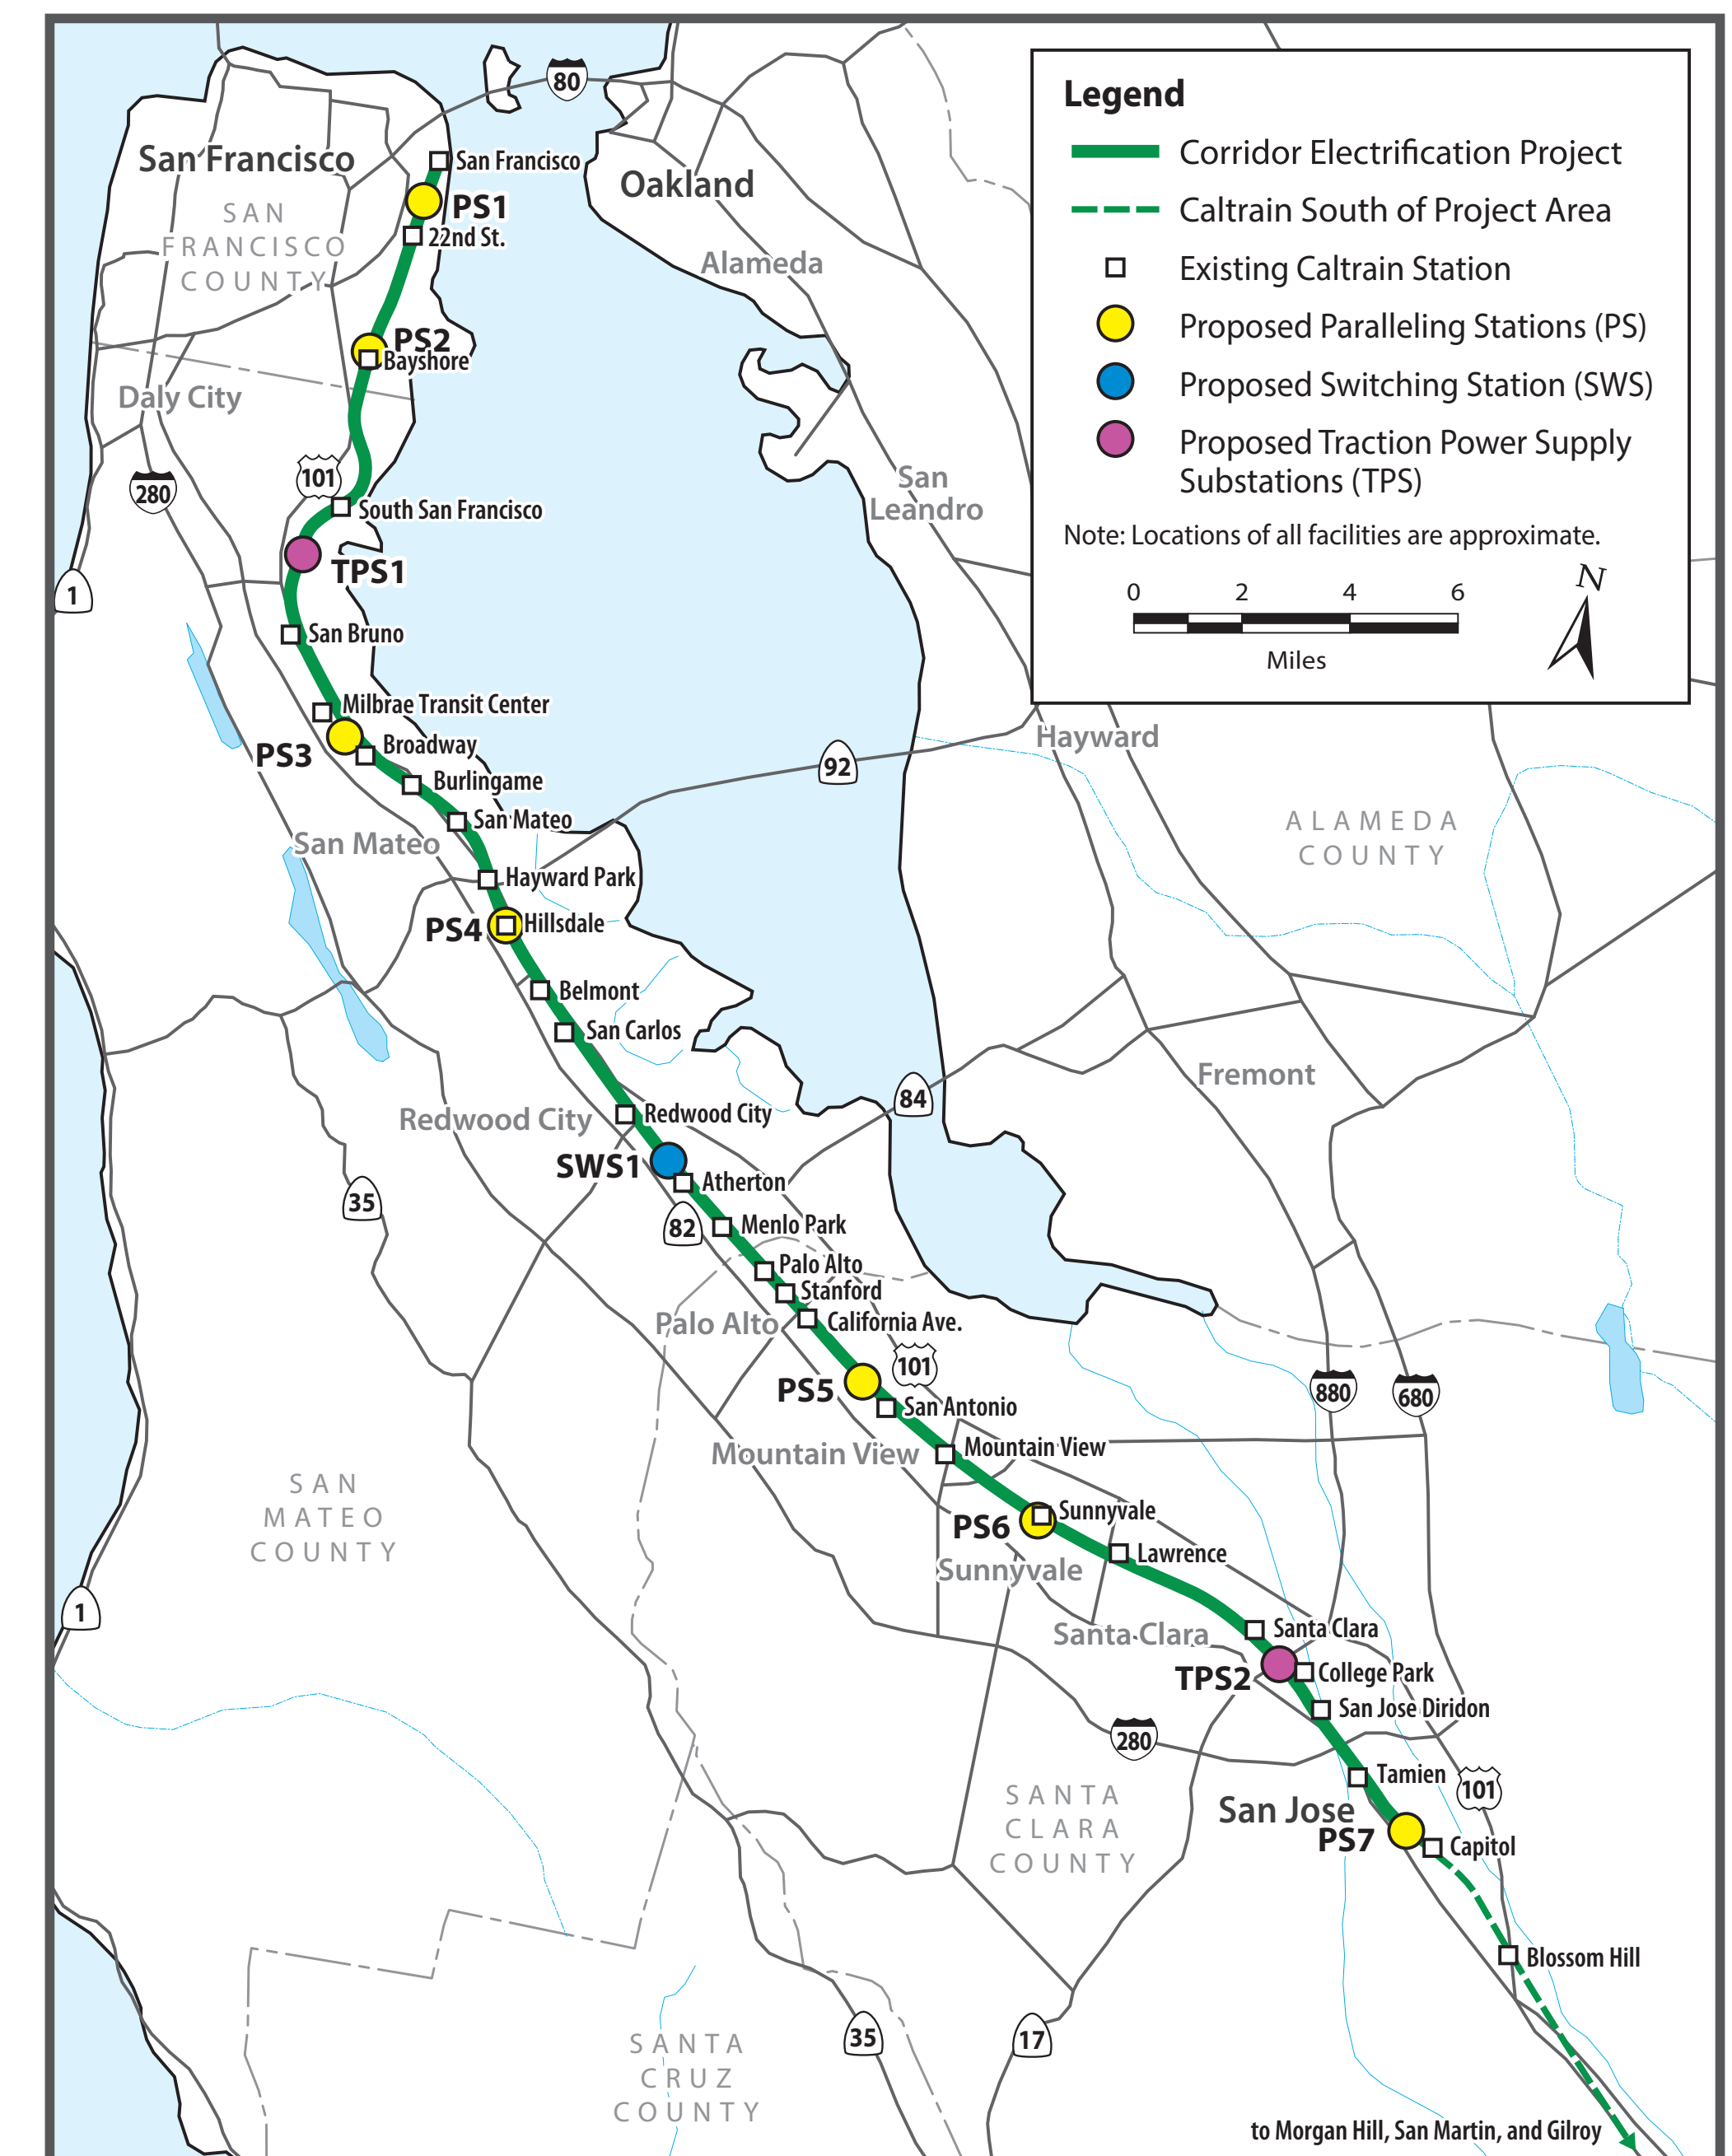 80
San Francisco
San Francisco
PS1
22nd St.
SAN
FRANCISCO
COUNTY
Oakland
Alameda
PS2
Bayshore
Daly City
101
280
South San Francisco
TPS1
1
San Bruno
San
Leandro
Legend
Corridor Electrification Project
Caltrain South of Project Area
Existing Caltrain Station
Proposed Paralleling Stations (PS)
Proposed Switching Station (SWS)
Proposed Traction Power Supply
Substations (TPS)
Note: Locations of all facilities are approximate.
0 2 4 6
Miles
N
Milbrae Transit Center
PS3
Broadway
Burlingame
San Mateo
San Mateo
92
Hayward
ALAMEDA
COUNTY
Hayward Park
PS4
Hillsdale
Belmont
San Carlos
84
Fremont
Redwood City
Redwood City
SWS1
Atherton
35
82
Menlo Park
Palo Alto
Stanford
Palo Alto
California Ave.
101
PS5
San Antonio
880
680
Mountain View
Mountain View
SAN
MATEO
COUNTY
PS6
Sunnyvale
Sunnyvale
Lawrence
1
Santa Clara
Santa Clara
TPS2
College Park
San Jose Diridon
280
Tamien
101
SANTA
CLARA
COUNTY
San Jose
PS7
Capitol
Blossom Hill
35
17
SANTA
CRUZ
COUNTY
to Morgan Hill, San Martin, and Gilroy